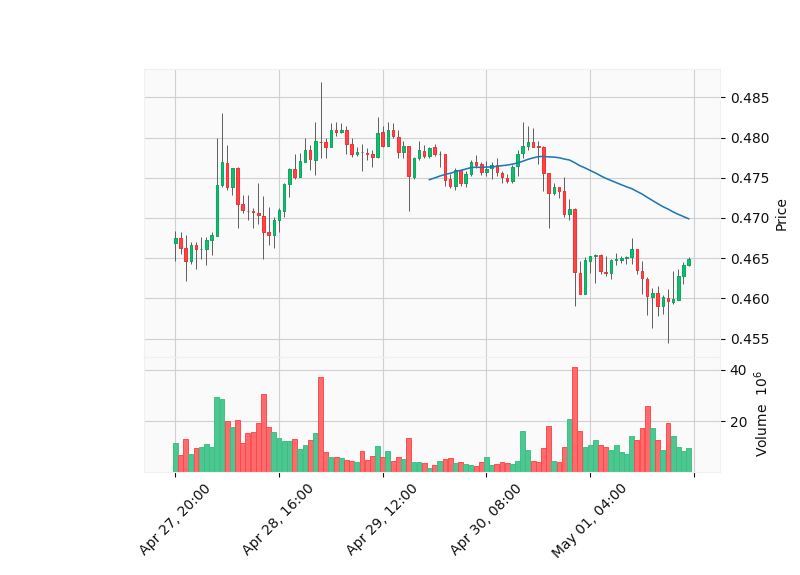 0.485
0.480
0.475
0.470
0.465
0.460
0.455
Price
40
20
Volume 10^6
Apr 27, 20:00
Apr 28, 16:00
Apr 29, 12:00
Apr 30, 08:00
May 01, 04:00